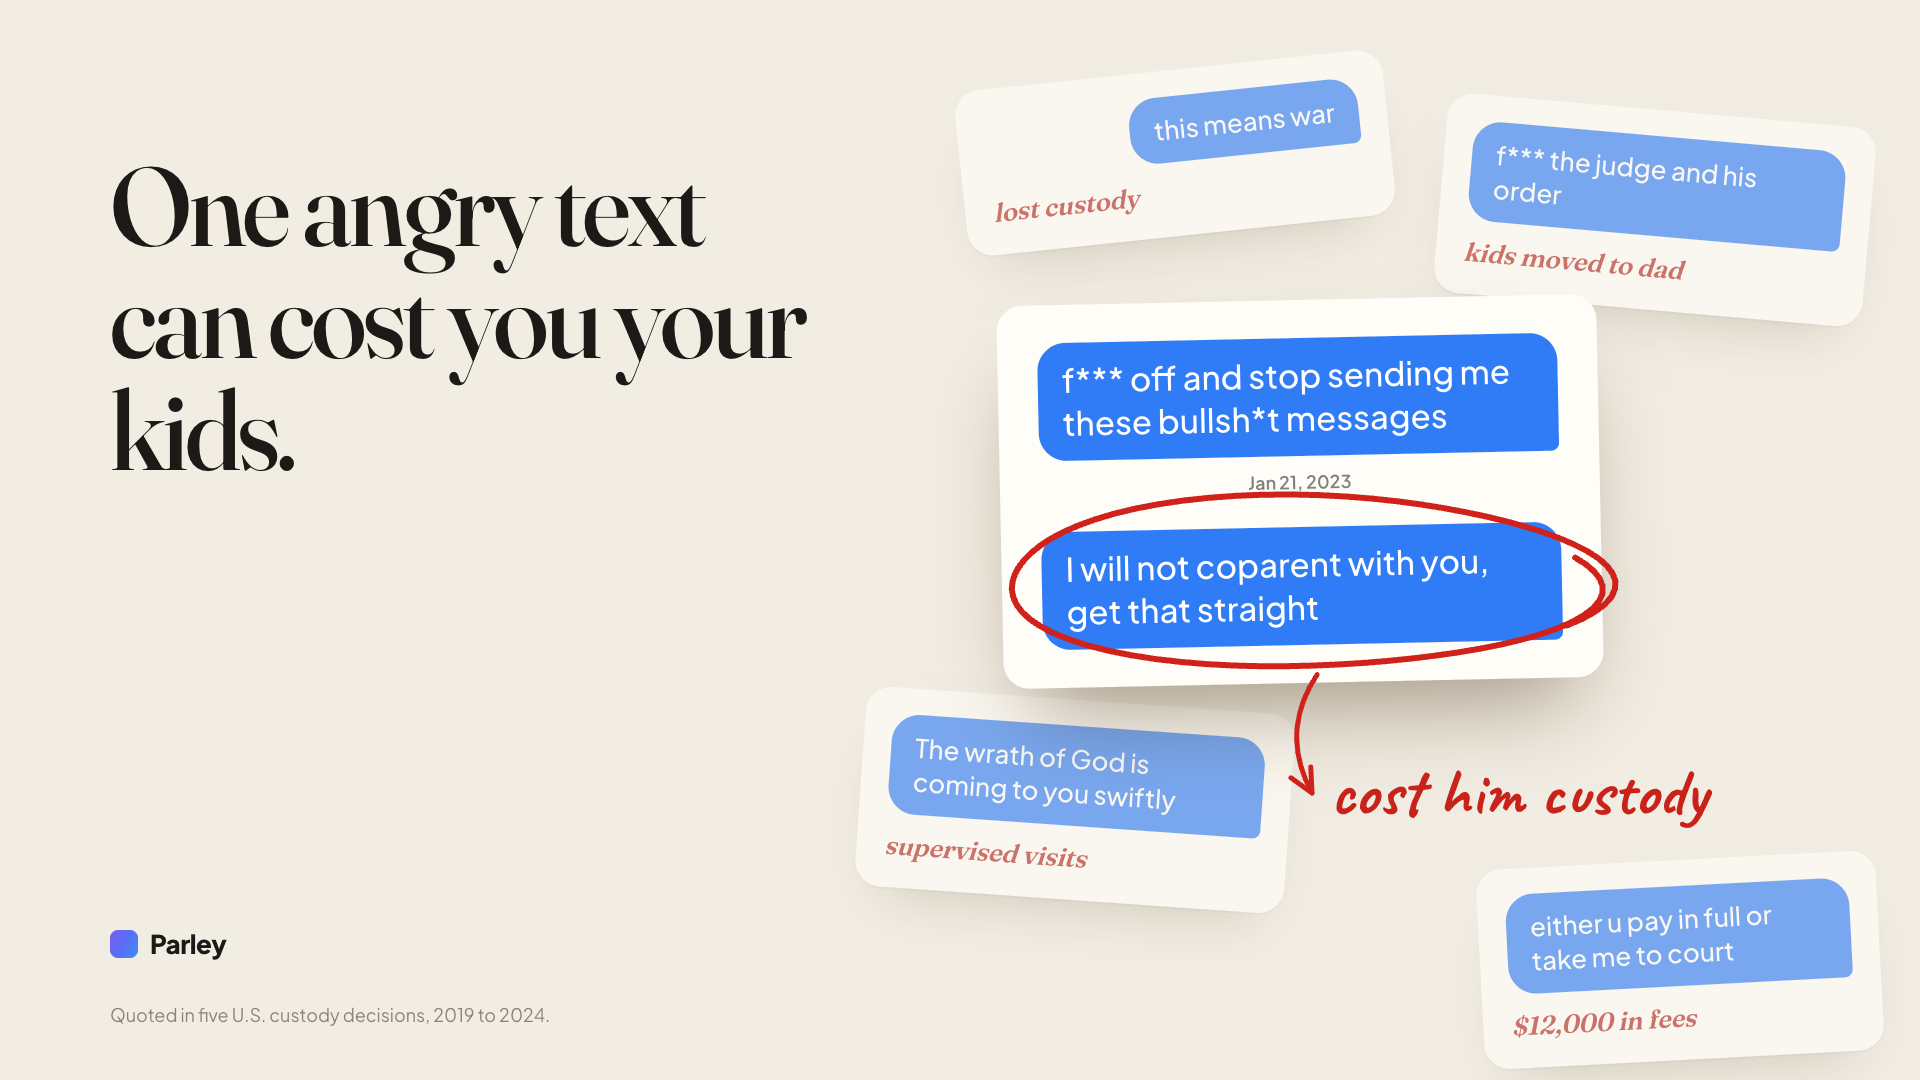 One angry text
can cost you your
kids.
this means war
lost custody
f*** the judge and his
order
kids moved to dad
f*** off and stop sending me
these bullsh*t messages
Jan 21, 2023
I will not coparent with you,
get that straight
cost him custody
The wrath of God is
coming to you swiftly
supervised visits
either u pay in full or
take me to court
$12,000 in fees
Parley
Quoted in five U.S. custody decisions, 2019 to 2024.